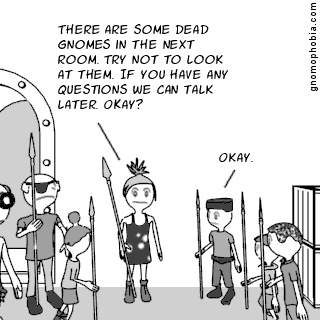 THERE ARE SOME DEAD
GNOMES IN THE NEXT
ROOM. TRY NOT TO LOOK
AT THEM. IF YOU HAVE ANY
QUESTIONS WE CAN TALK
LATER. OKAY?
OKAY.
gnomophobia.com